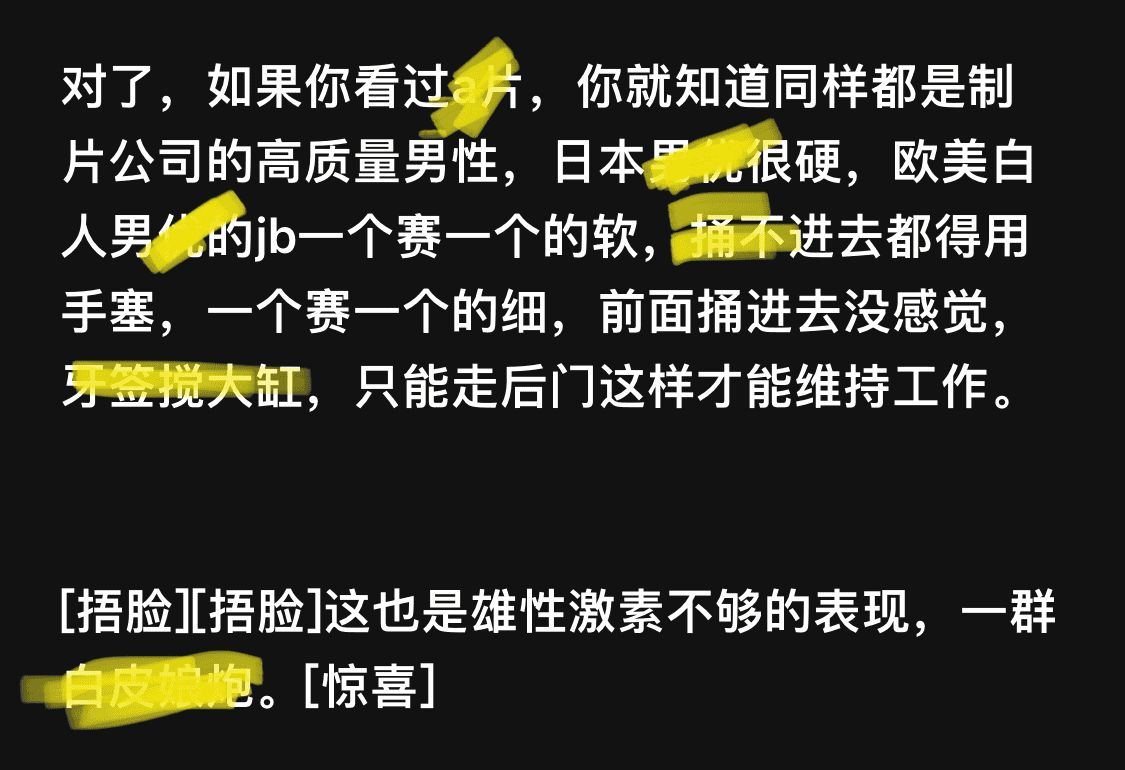 对了，如果你看过a片，你就知道同样都是制
片公司的高质量男性，日本男优很硬，欧美白
人男优的jb一个赛一个的软，捅不进去都得用
手塞，一个赛一个的细，前面捅进去没感觉，
牙签搅大缸，只能走后门这样才能维持工作。
[捂脸][捂脸]这也是雄性激素不够的表现，一群
白皮娘炮。[惊喜]